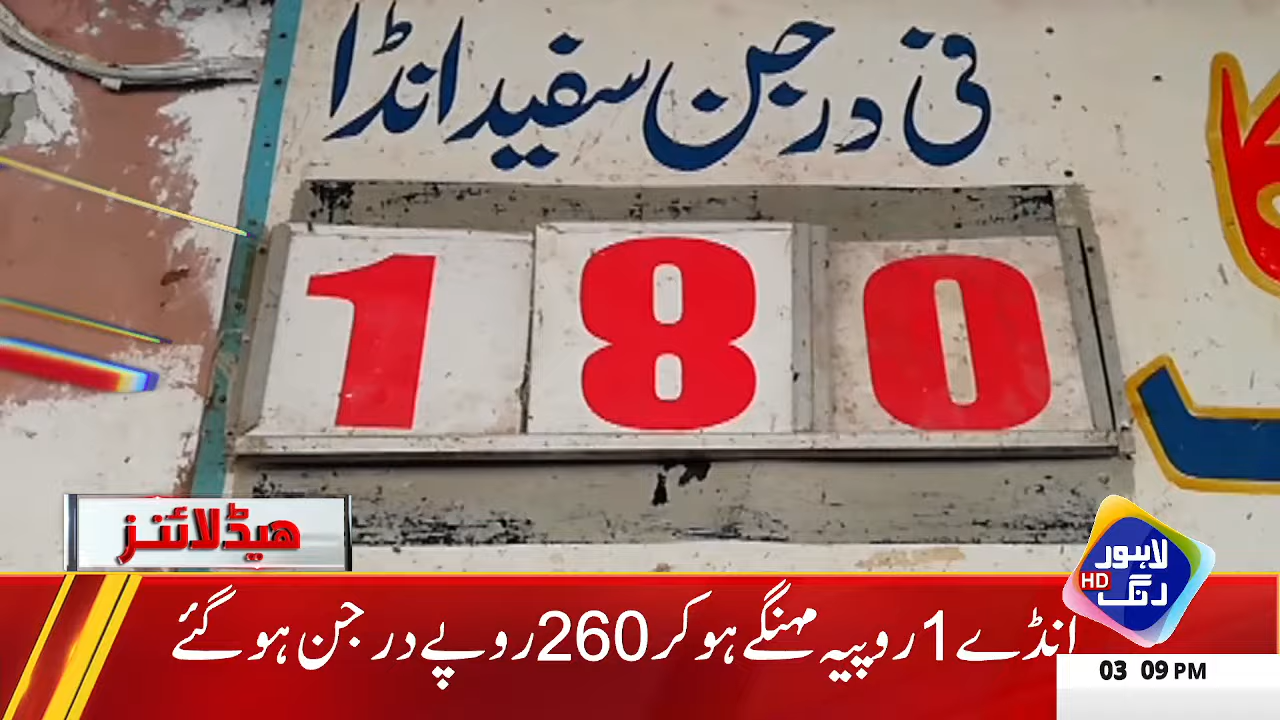 فی درجن سفید انڈا
180
ہیڈلائنز
لاہور
رنگ
HD
انڈے 1 روپیہ مہنگے ہو کر 260 روپے درجن ہو گئے
03 09 PM